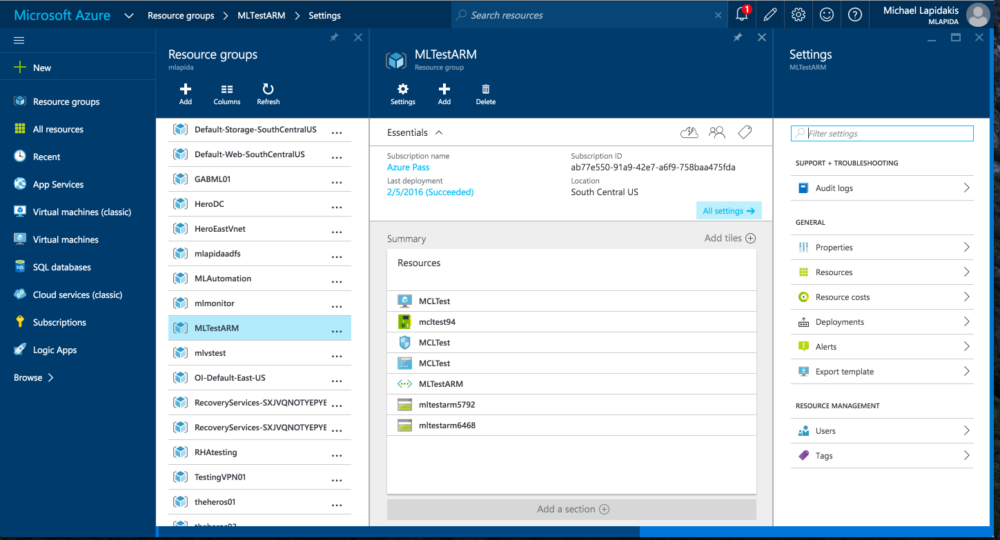 Microsoft Azure
Resource groups
MLTestARM
Settings
Search resources
1
Michael Lapidakis
MLAPIDA
New
Resource groups
All resources
Recent
App Services
Virtual machines (classic)
Virtual machines
SQL databases
Cloud services (classic)
Subscriptions
Logic Apps
Browse
Resource groups
mlapida
Add
Columns
Refresh
Default-Storage-SouthCentralUS
Default-Web-SouthCentralUS
GABML01
HeroDC
HeroEastVnet
mlapidaadfs
MLAutomation
mlmonitor
MLTestARM
mlvstest
OI-Default-East-US
RecoveryServices-SXJVQNOTYEPYE
RecoveryServices-SXJVQNOTYEPYE
RHAtesting
TestingVPN01
theheros01
MLTestARM
Resource group
Settings
Add
Delete
Essentials
Subscription name
Azure Pass
Last deployment
2/5/2016 (Succeeded)
Subscription ID
ab77e550-91a9-42e7-a6f9-758baa475fda
Location
South Central US
All settings
Summary
Add tiles
Resources
MCLTest
mcltest94
MCLTest
MCLTest
MLTestARM
mltestarm5792
mltestarm6468
Add a section
Settings
MLTestARM
Filter settings
SUPPORT + TROUBLESHOOTING
Audit logs
GENERAL
Properties
Resources
Resource costs
Deployments
Alerts
Export template
RESOURCE MANAGEMENT
Users
Tags